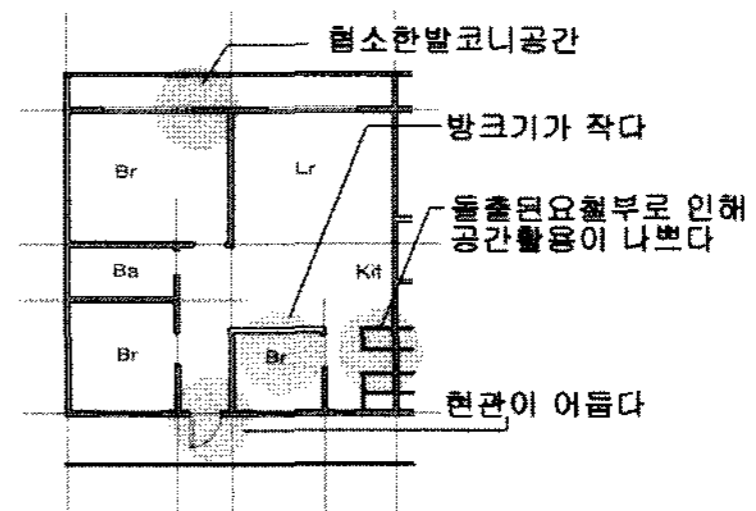 협소한발코니공간
방크기가 작다
Br
Lr
돌출된요철부로 인해
공간활용이 나쁘다
Ba
Kit
Br
Br
현관이 어둡다